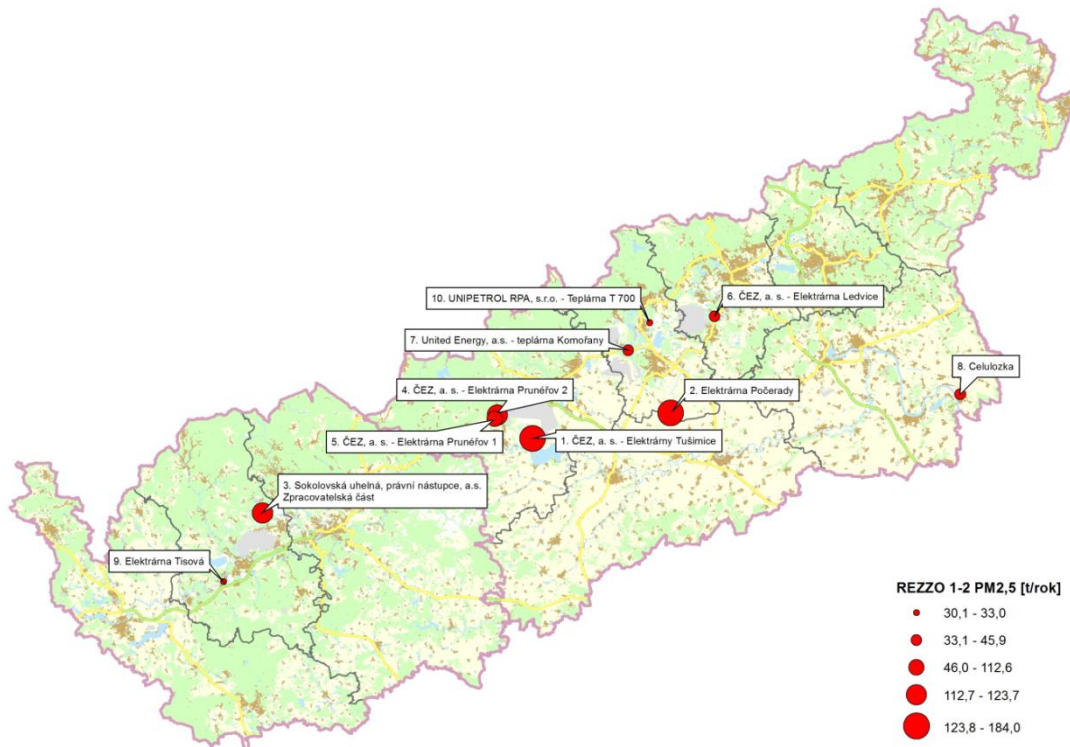 10. UNIPETROL RPA, s.r.o. - Teplárna T 700
6. ČEZ, a. s. - Elektrárna Ledvice
7. United Energy, a.s. - teplárna Komořany
8. Celulozka
4. ČEZ, a. s. - Elektrárna Prunéřov 2
2. Elektrárna Počerady
5. ČEZ, a. s. - Elektrárna Prunéřov 1
1. ČEZ, a. s. - Elektrárny Tušimice
3. Sokolovská uhelná, právní nástupce, a.s.
Zpracovatelská část
9. Elektrárna Tisová
REZZO 1-2 PM2,5 [t/rok]
30,1 - 33,0
33,1 - 45,9
46,0 - 112,6
112,7 - 123,7
123,8 - 184,0